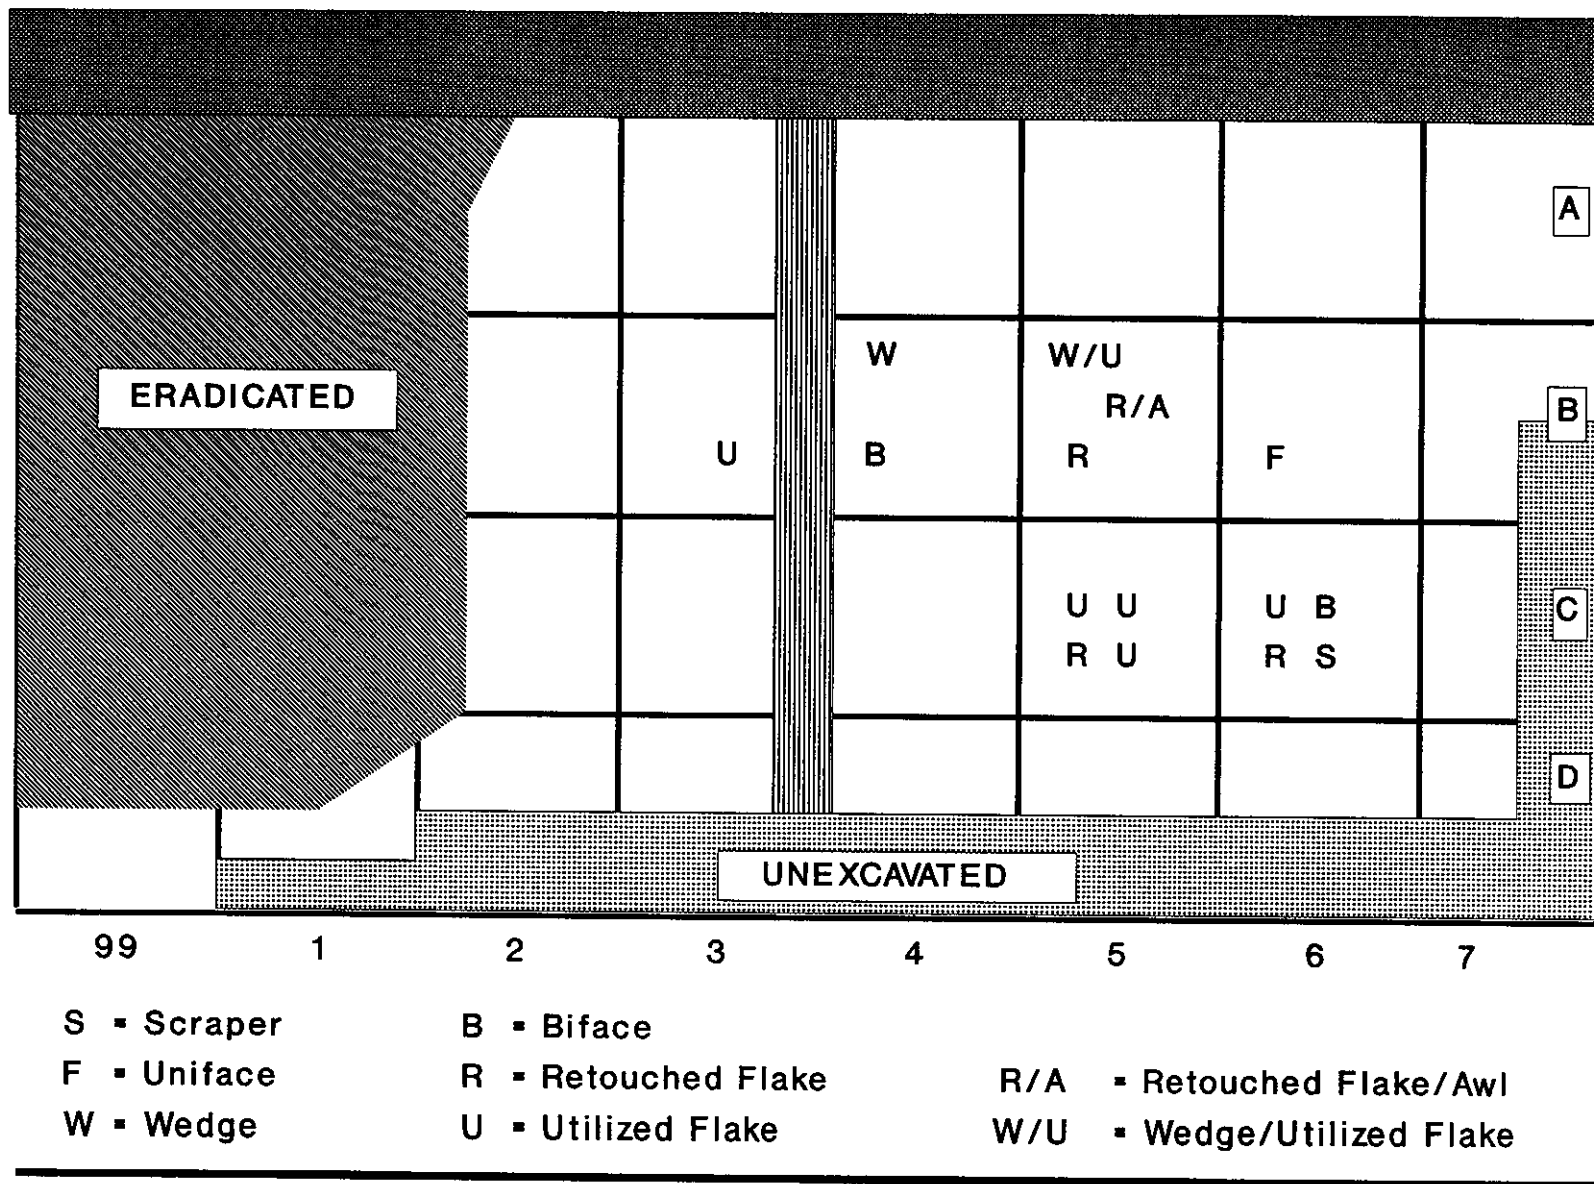 A
W W/U
ERADICATED R/A B
U B R F
U U U B C
R U R S
D
UNEXCAVATED
99 1 2 3 4 5 6 7
S = Scraper B = Biface
F = Uniface R = Retouched Flake R/A = Retouched Flake/Awl
W = Wedge U = Utilized Flake W/U = Wedge/Utilized Flake